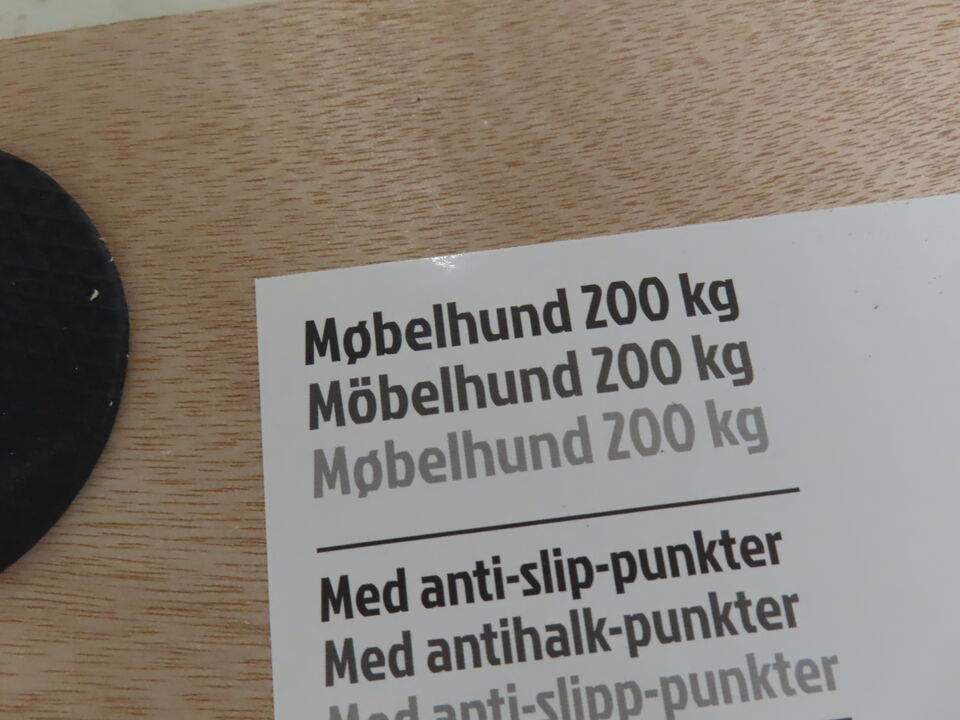 Møbelhund 200 kg
Möbelhund 200 kg
Møbelhund 200 kg
Med anti-slip-punkter
Med antihalk-punkter
Med anti-slipp-punkter